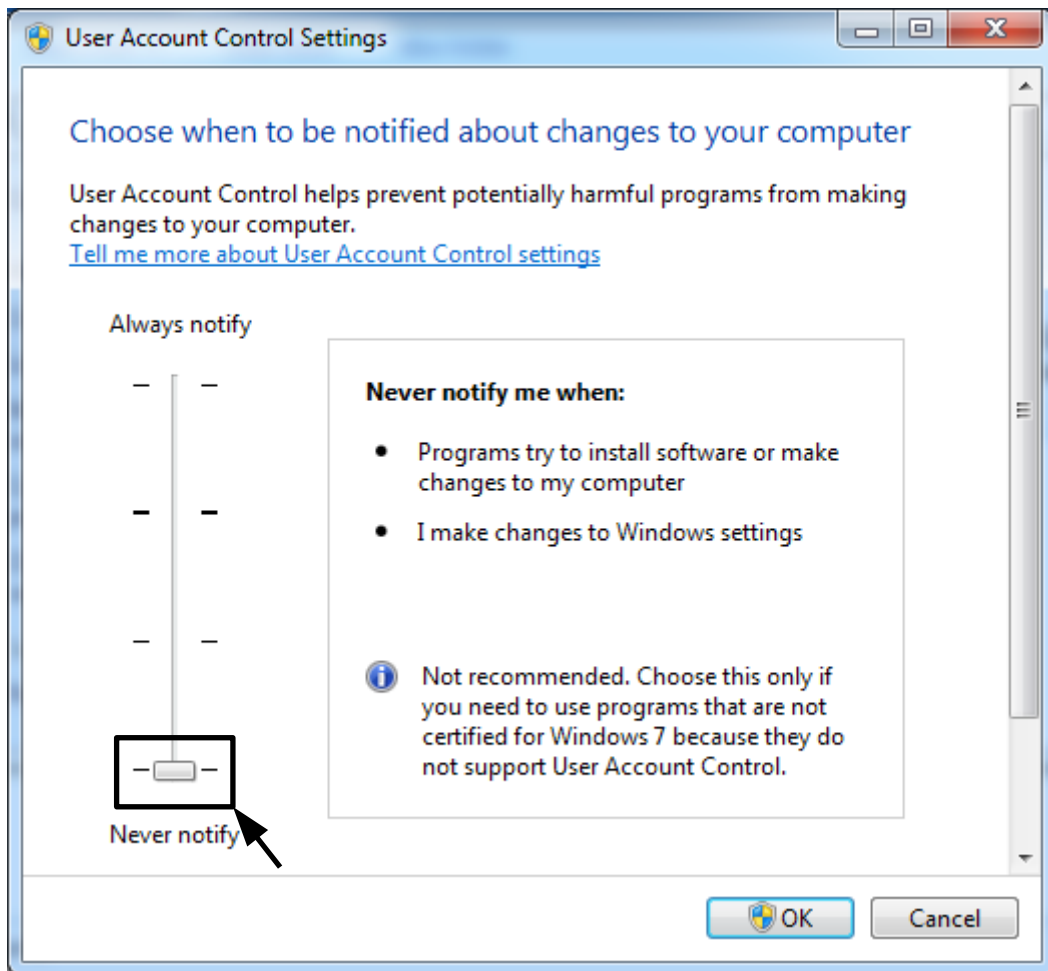 User Account Control Settings
Choose when to be notified about changes to your computer
User Account Control helps prevent potentially harmful programs from making
changes to your computer.
Tell me more about User Account Control settings
Always notify
Never notify me when:
Programs try to install software or make
changes to my computer
I make changes to Windows settings
Not recommended. Choose this only if
you need to use programs that are not
certified for Windows 7 because they do
not support User Account Control.
Never notify
OK
Cancel